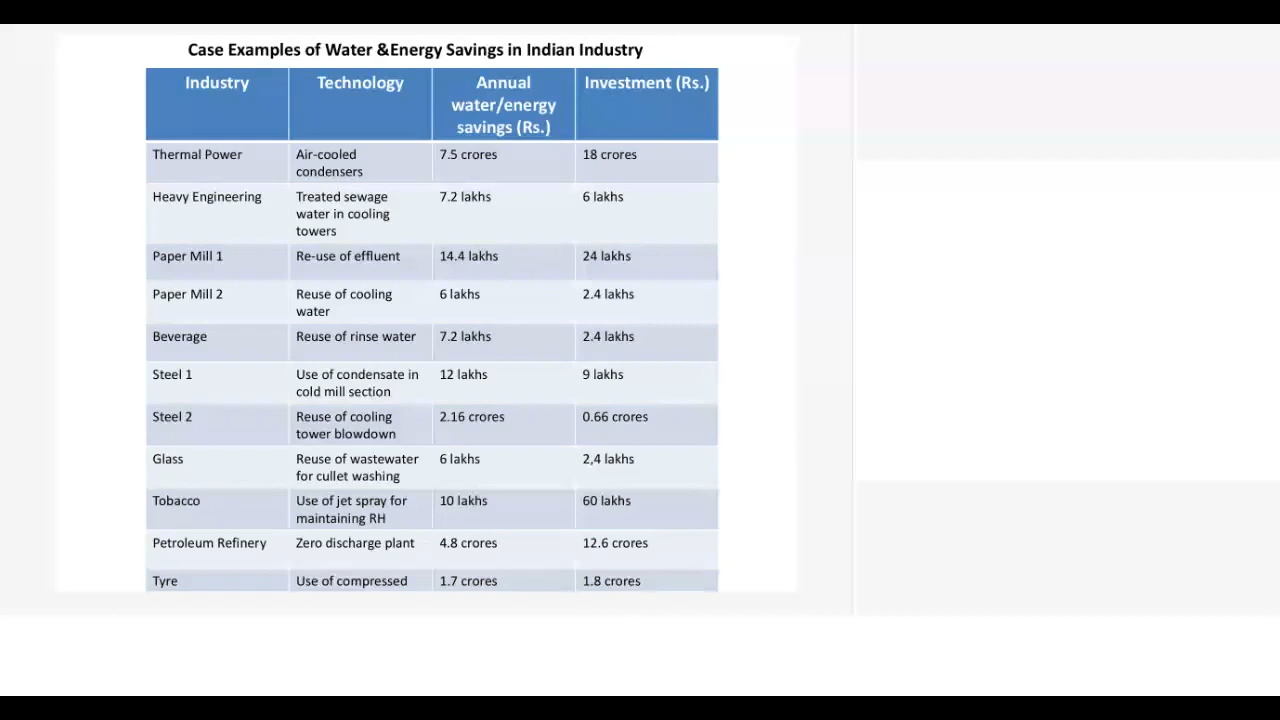 Case Examples of Water &Energy Savings in Indian Industry
Industry Technology Annual water/energy savings (Rs.) Investment (Rs.)
Thermal Power Air-cooled condensers 7.5 crores 18 crores
Heavy Engineering Treated sewage water in cooling towers 7.2 lakhs 6 lakhs
Paper Mill 1 Re-use of effluent 14.4 lakhs 24 lakhs
Paper Mill 2 Reuse of cooling water 6 lakhs 2.4 lakhs
Beverage Reuse of rinse water 7.2 lakhs 2.4 lakhs
Steel 1 Use of condensate in cold mill section 12 lakhs 9 lakhs
Steel 2 Reuse of cooling tower blowdown 2.16 crores 0.66 crores
Glass Reuse of wastewater for cullet washing 6 lakhs 2,4 lakhs
Tobacco Use of jet spray for maintaining RH 10 lakhs 60 lakhs
Petroleum Refinery Zero discharge plant 4.8 crores 12.6 crores
Tyre Use of compressed 1.7 crores 1.8 crores